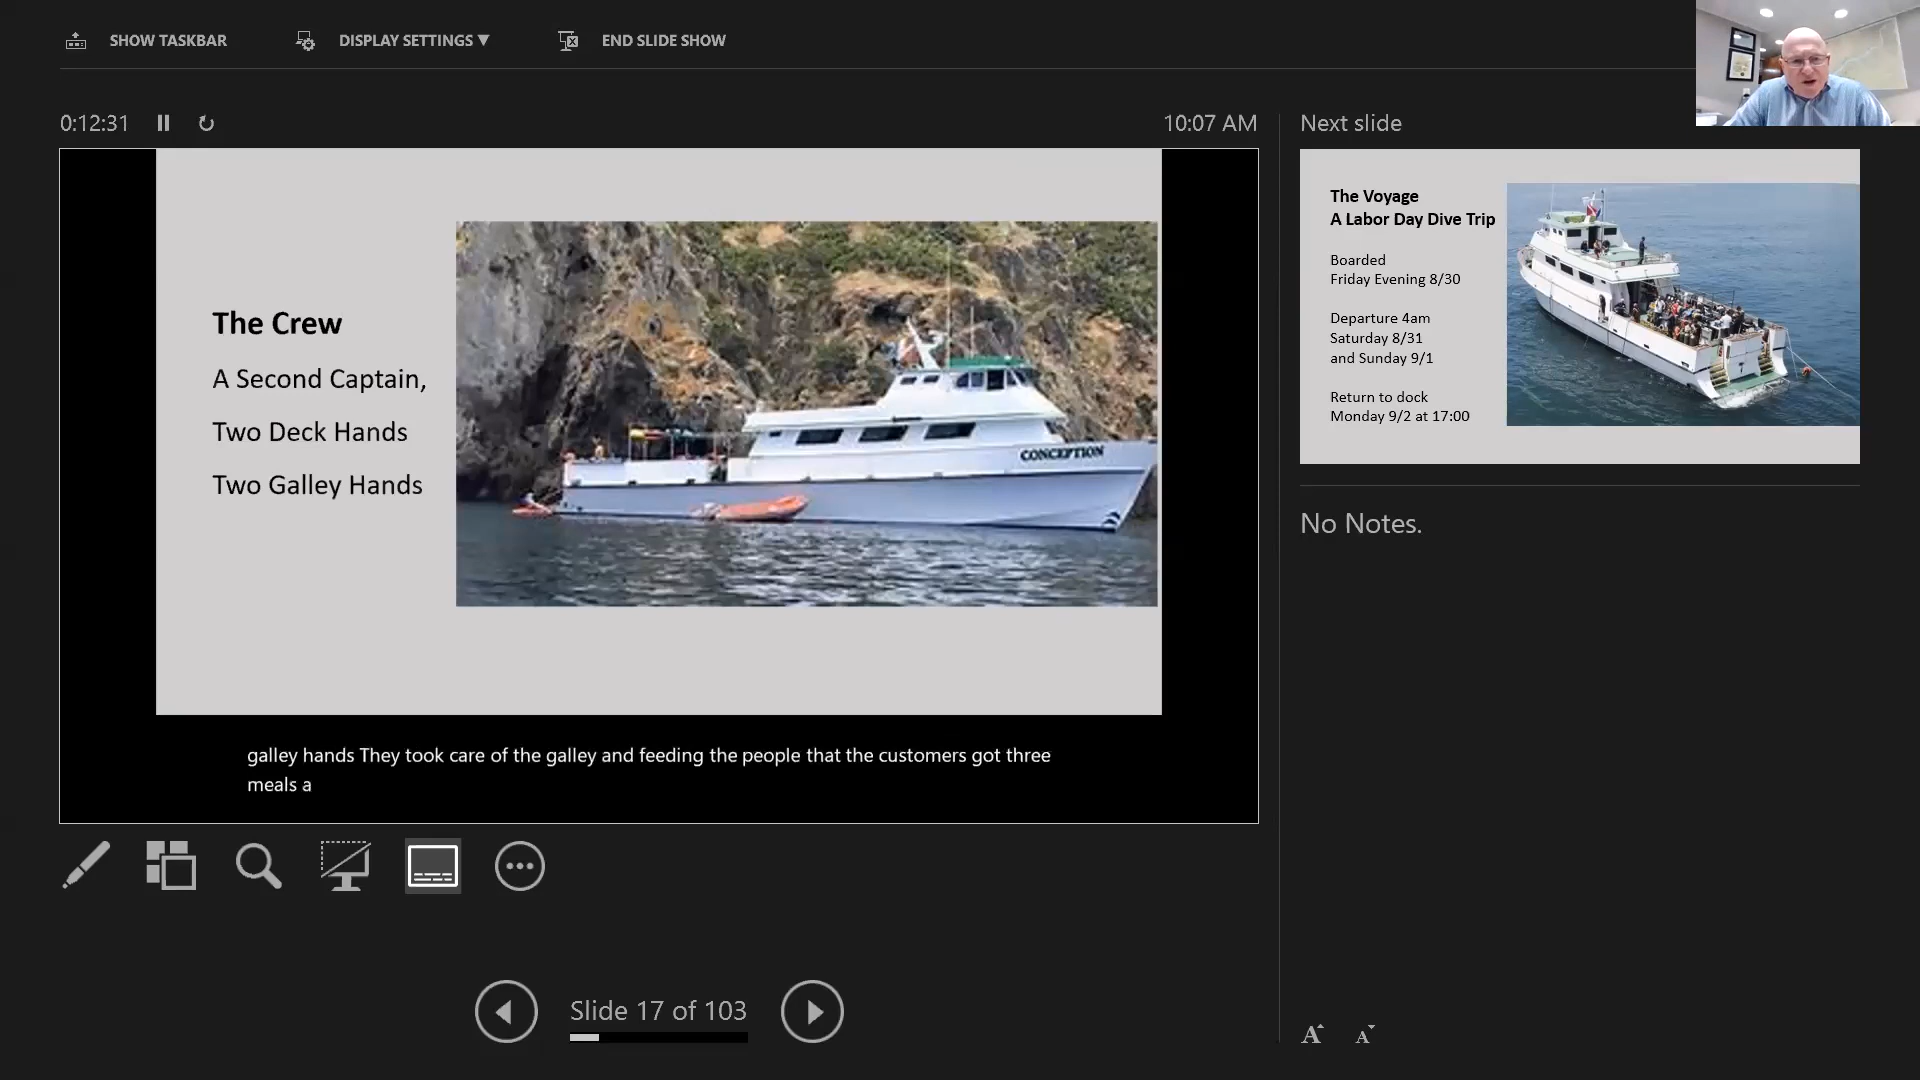 SHOW TASKBAR
DISPLAY SETTINGS ▼
END SLIDE SHOW
0:12:31
10:07 AM
Next slide
The Crew
A Second Captain,
Two Deck Hands
Two Galley Hands
CONCEPTION
galley hands They took care of the galley and feeding the people that the customers got three
meals a
The Voyage
A Labor Day Dive Trip
Boarded
Friday Evening 8/30
Departure 4am
Saturday 8/31
and Sunday 9/1
Return to dock
Monday 9/2 at 17:00
No Notes.
Slide 17 of 103
A A